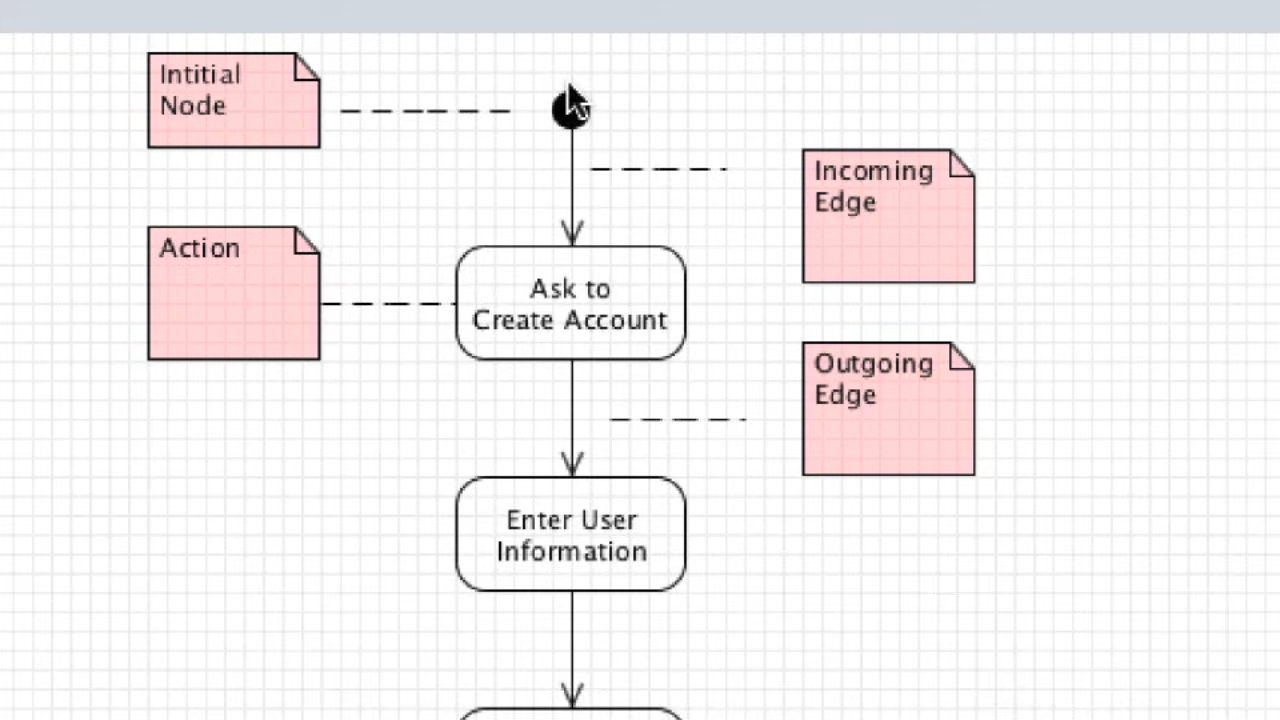 Intitial
Node
Incoming
Edge
Action
Ask to
Create Account
Outgoing
Edge
Enter User
Information